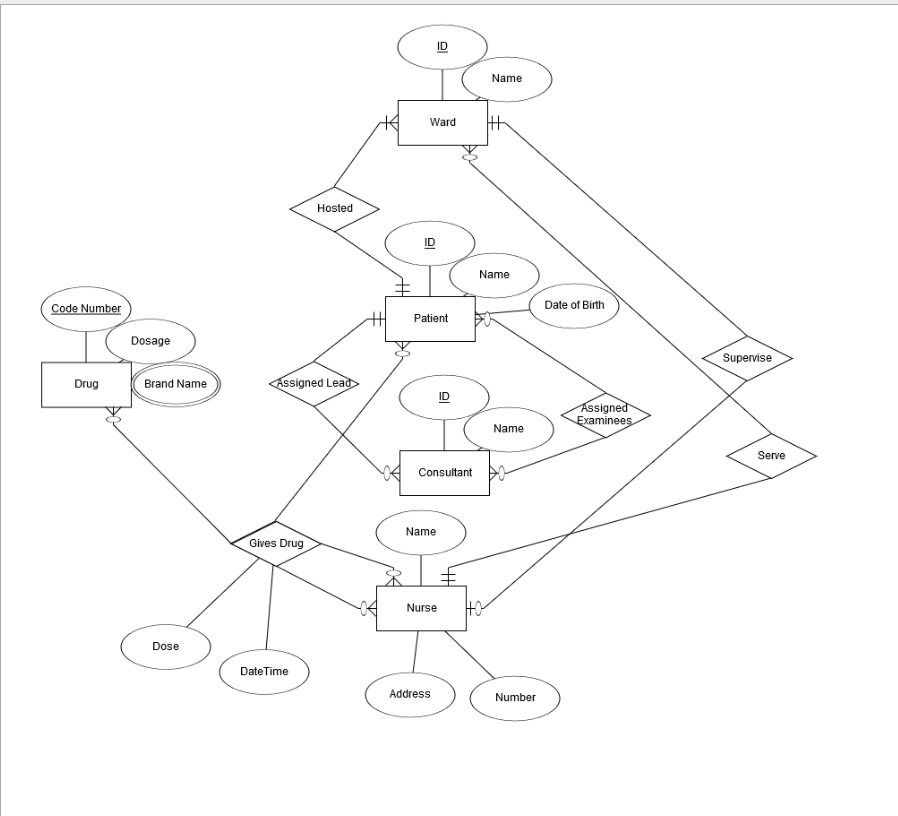 ID
Name
Ward
Hosted
ID
Name
Date of Birth
Code Number
Patient
Dosage
Supervise
Drug
Brand Name
Assigned Lead
ID
Assigned
Examinees
Name
Serve
Consultant
Name
Gives Drug
Nurse
Dose
DateTime
Address
Number